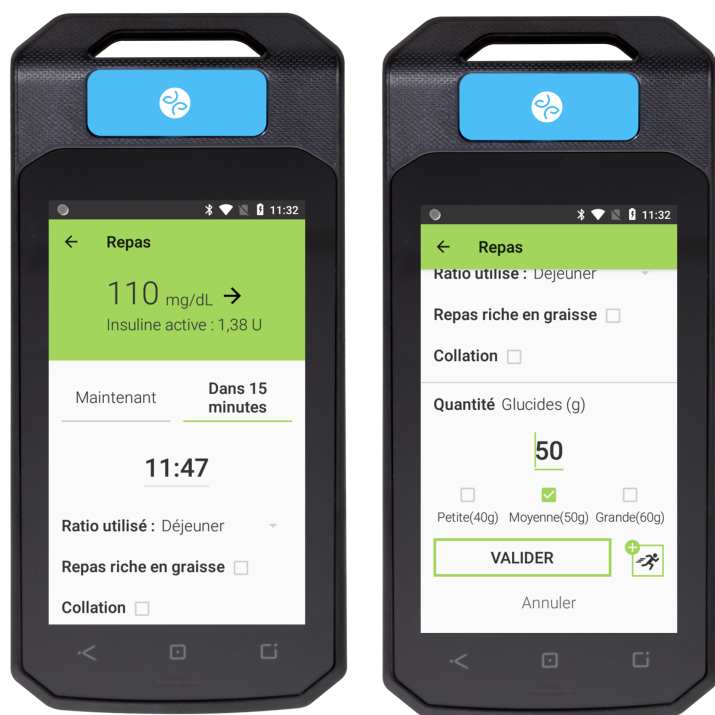 11:32
Repas
110 mg/dL →
Insuline active : 1,38 U
Maintenant
Dans 15
minutes
11:47
Ratio utilisé : Déjeuner
Repas riche en graisse
Collation
11:32
Repas
Ratio utilisé : Déjeuner
Repas riche en graisse
Collation
Quantité Glucides (g)
50
Petite(40g) Moyenne(50g) Grande(60g)
VALIDER
Annuler